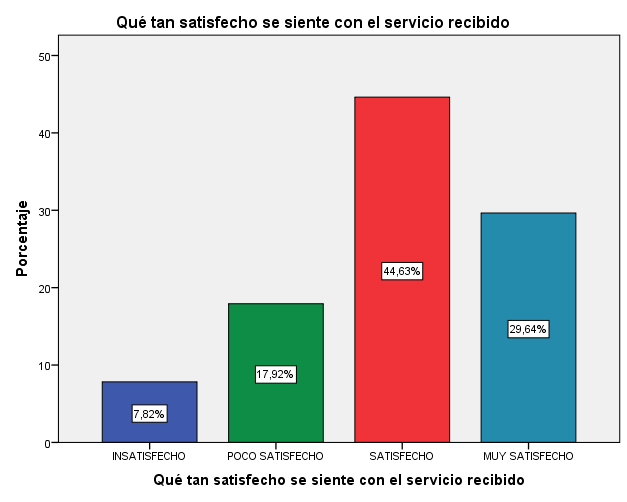 Qué tan satisfecho se siente con el servicio recibido
50
40
30
20
10
0
Porcentaje
7,82%
17,92%
44,63%
29,64%
INSATISFECHO
POCO SATISFECHO
SATISFECHO
MUY SATISFECHO
Qué tan satisfecho se siente con el servicio recibido